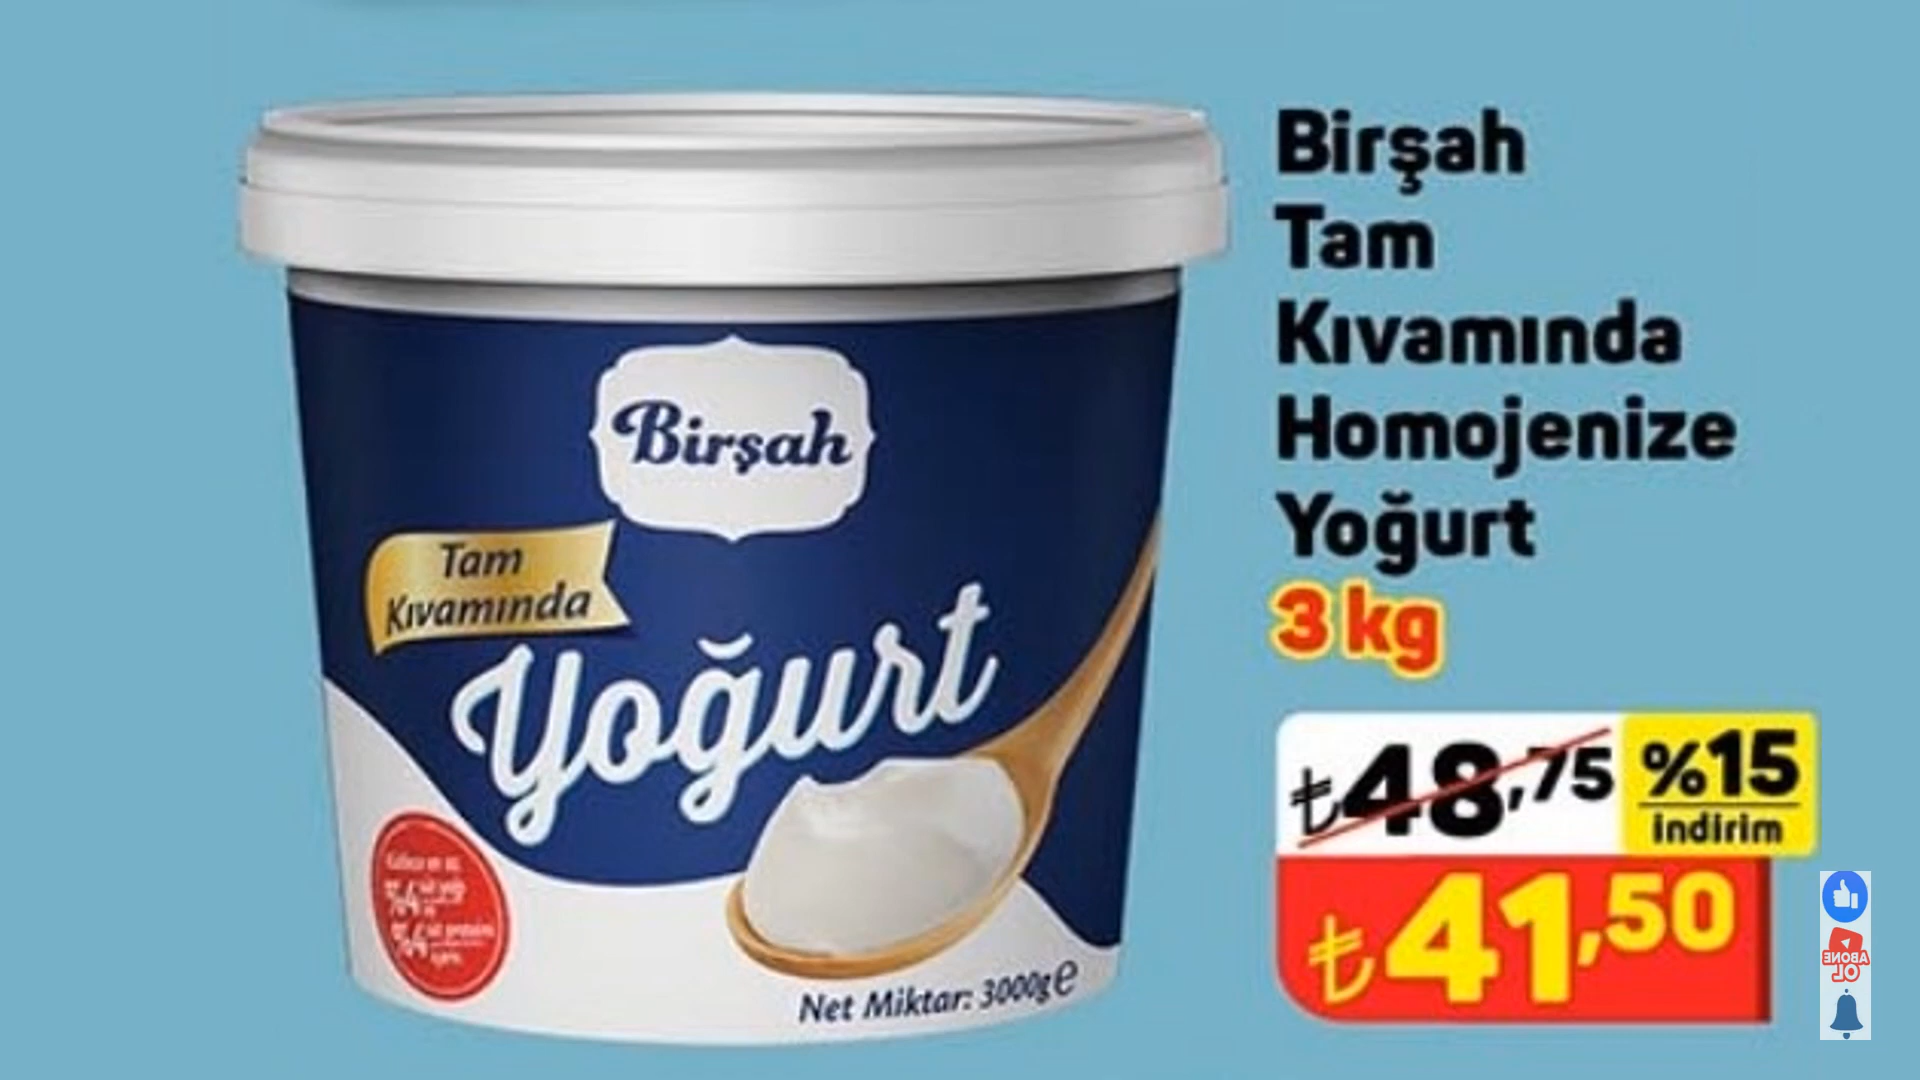 Birşah
Tam
Kıvamında
Yoğurt
Net Miktar: 3000g e
Birşah
Tam
Kıvamında
Homojenize
Yoğurt
3 kg
₺48,75
%15
indirim
₺41,50
ABONE
OL